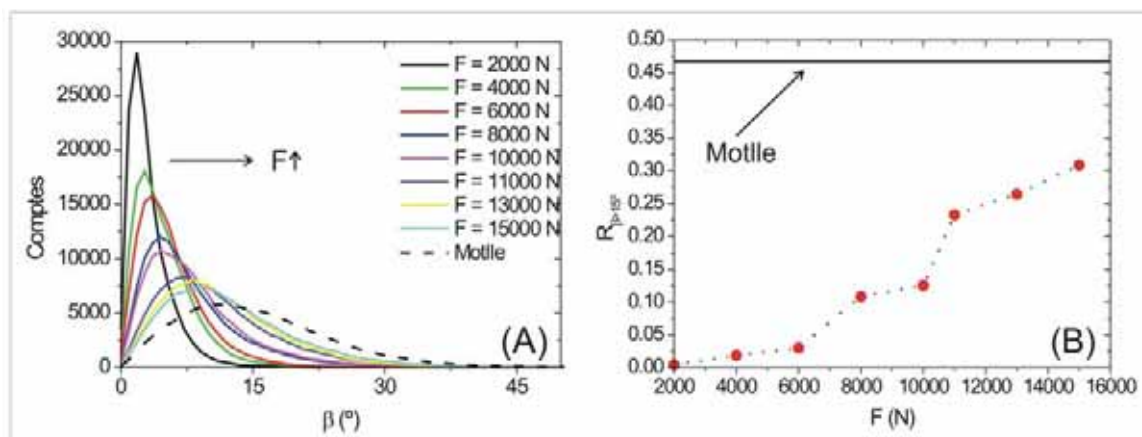 30000
25000
20000
15000
10000
5000
0
Comptes
0 15 30 45
β (º)
F↑
F = 2000 N
F = 4000 N
F = 6000 N
F = 8000 N
F = 10000 N
F = 11000 N
F = 13000 N
F = 15000 N
Motlle
(A)
0.50
0.45
0.40
0.35
0.30
0.25
0.20
0.15
0.10
0.05
0.00
Rβ>15º
Motlle
2000 4000 6000 8000 10000 12000 14000 16000
F (N)
(B)